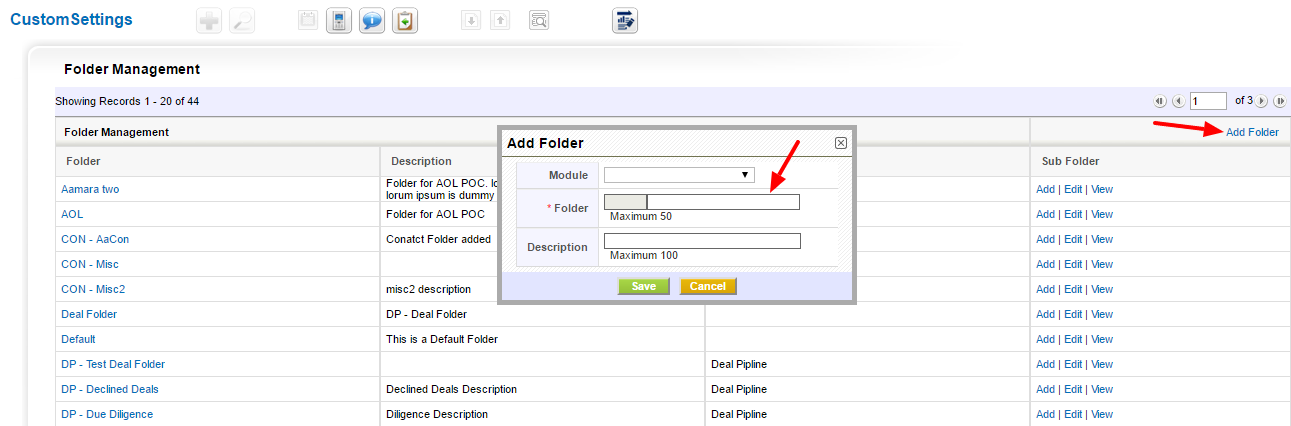 CustomSettings
Folder Management
Showing Records 1 - 20 of 44
1 of 3
Folder Management
Add Folder
Folder
Description
Sub Folder
Aamara two
Folder for AOL POC. lo
lorum ipsum is dummy
Add | Edit | View
AOL
Folder for AOL POC
Add | Edit | View
CON - AaCon
Conatct Folder added
Add | Edit | View
CON - Misc
Add | Edit | View
CON - Misc2
misc2 description
Add | Edit | View
Deal Folder
DP - Deal Folder
Add | Edit | View
Default
This is a Default Folder
Add | Edit | View
DP - Test Deal Folder
Deal Pipline
Add | Edit | View
DP - Declined Deals
Declined Deals Description
Deal Pipline
Add | Edit | View
DP - Due Diligence
Diligence Description
Deal Pipline
Add | Edit | View
Add Folder
Module
* Folder
Maximum 50
Description
Maximum 100
Save
Cancel